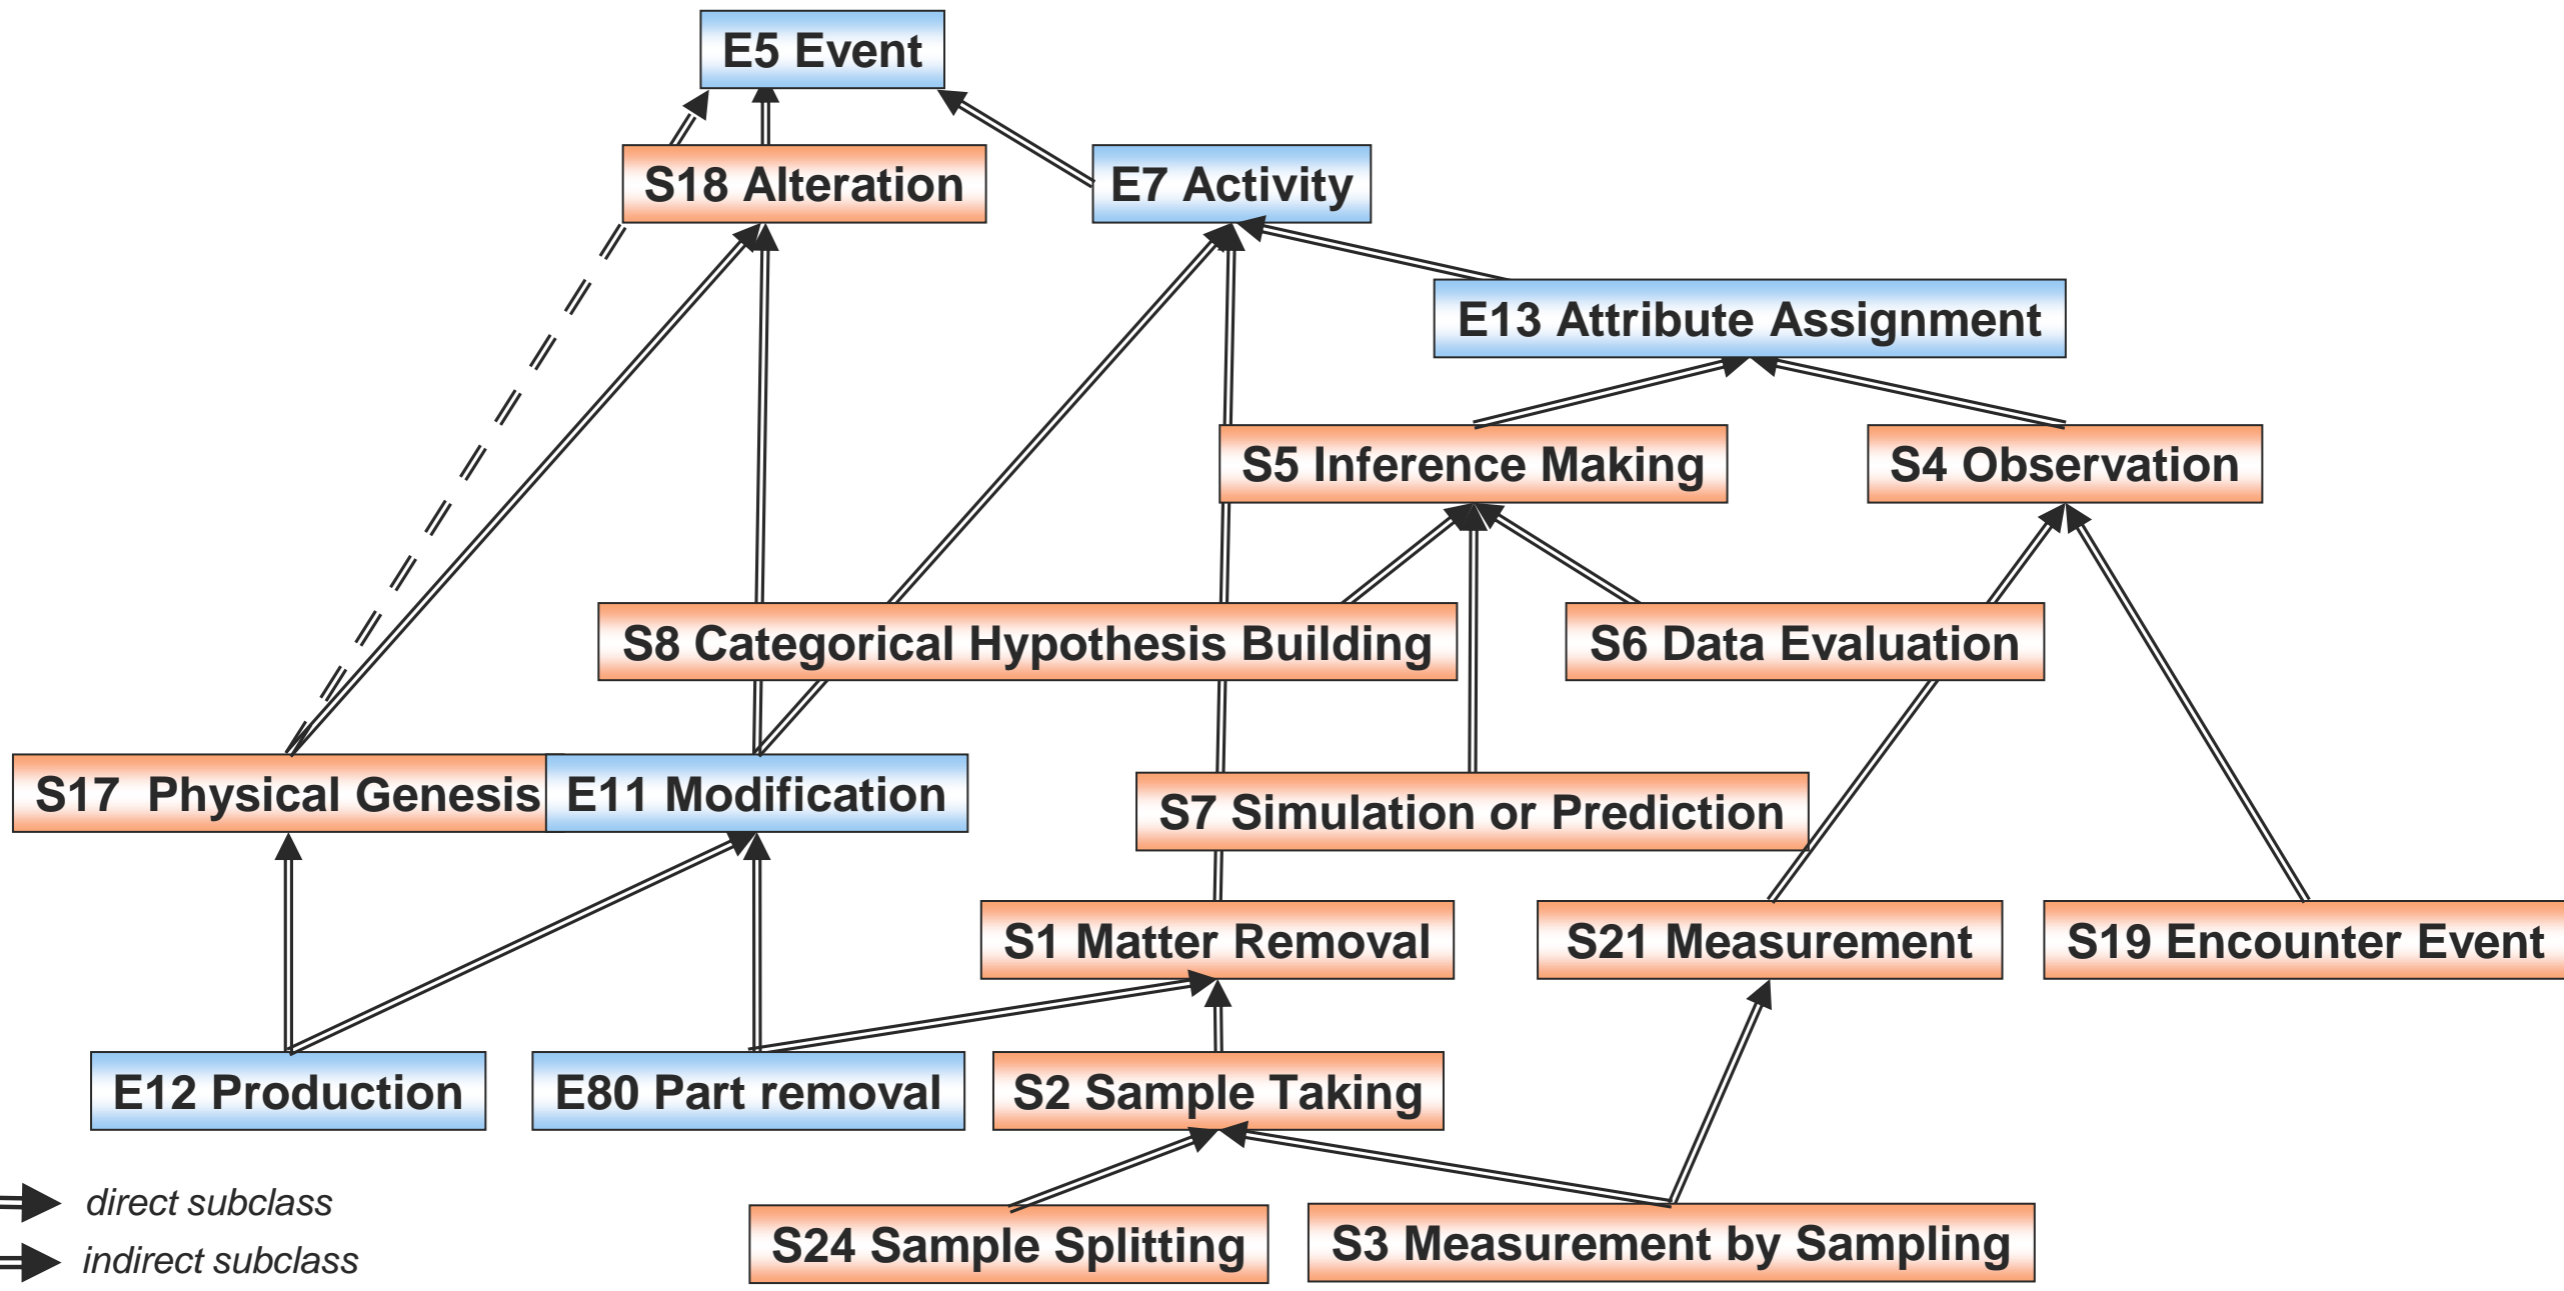 E5 Event
S18 Alteration
E7 Activity
E13 Attribute Assignment
S5 Inference Making
S4 Observation
S8 Categorical Hypothesis Building
S6 Data Evaluation
S17  Physical Genesis
E11 Modification
S7 Simulation or Prediction
S1 Matter Removal
S21 Measurement
S19 Encounter Event
E12 Production
E80 Part removal
S2 Sample Taking
direct subclass
S24 Sample Splitting
S3 Measurement by Sampling
indirect subclass